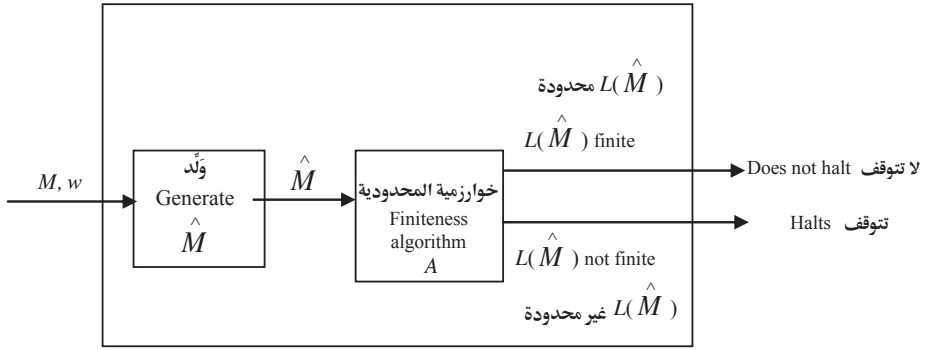 L(M̂) محدودة
L(M̂) finite
M, w
وَلِّد
Generate
M̂
M̂
خوارزمية المحدودية
Finiteness
algorithm
A
Does not halt لا تتوقف
Halts تتوقف
L(M̂) not finite
L(M̂) غير محدودة